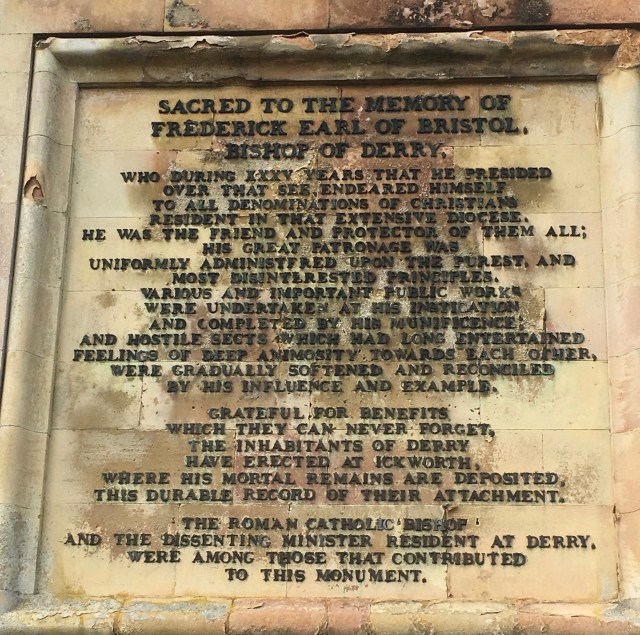 SACRED TO THE MEMORY OF
FREDERICK EARL OF BRISTOL.
BISHOP OF DERRY.
WHO DURING XXXV YEARS THAT HE PRESIDED
OVER THAT SEE, ENDEARED HIMSELF
TO ALL DENOMINATIONS OF CHRISTIANS
RESIDENT IN THAT EXTENSIVE DIOCESE.
HE WAS THE FRIEND AND PROTECTOR OF THEM ALL;
HIS GREAT PATRONAGE WAS
UNIFORMLY ADMINISTERED UPON THE PUREST, AND
MOST DISINTERESTED PRINCIPLES.
VARIOUS AND IMPORTANT PUBLIC WORKS
WERE UNDERTAKEN AT HIS INSTIGATION
AND COMPLETED BY HIS MUNIFICENCE;
AND HOSTILE SECTS WHICH HAD LONG ENTERTAINED
FEELINGS OF DEEP ANIMOSITY TOWARDS EACH OTHER,
WERE GRADUALLY SOFTENED AND RECONCILED
BY HIS INFLUENCE AND EXAMPLE.
GRATEFUL FOR BENEFITS
WHICH THEY CAN NEVER FORGET,
THE INHABITANTS OF DERRY
HAVE ERECTED AT ICKWORTH,
WHERE HIS MORTAL REMAINS ARE DEPOSITED,
THIS DURABLE RECORD OF THEIR ATTACHMENT.
THE ROMAN CATHOLIC BISHOP
AND THE DISSENTING MINISTER RESIDENT AT DERRY,
WERE AMONG THOSE THAT CONTRIBUTED
TO THIS MONUMENT.